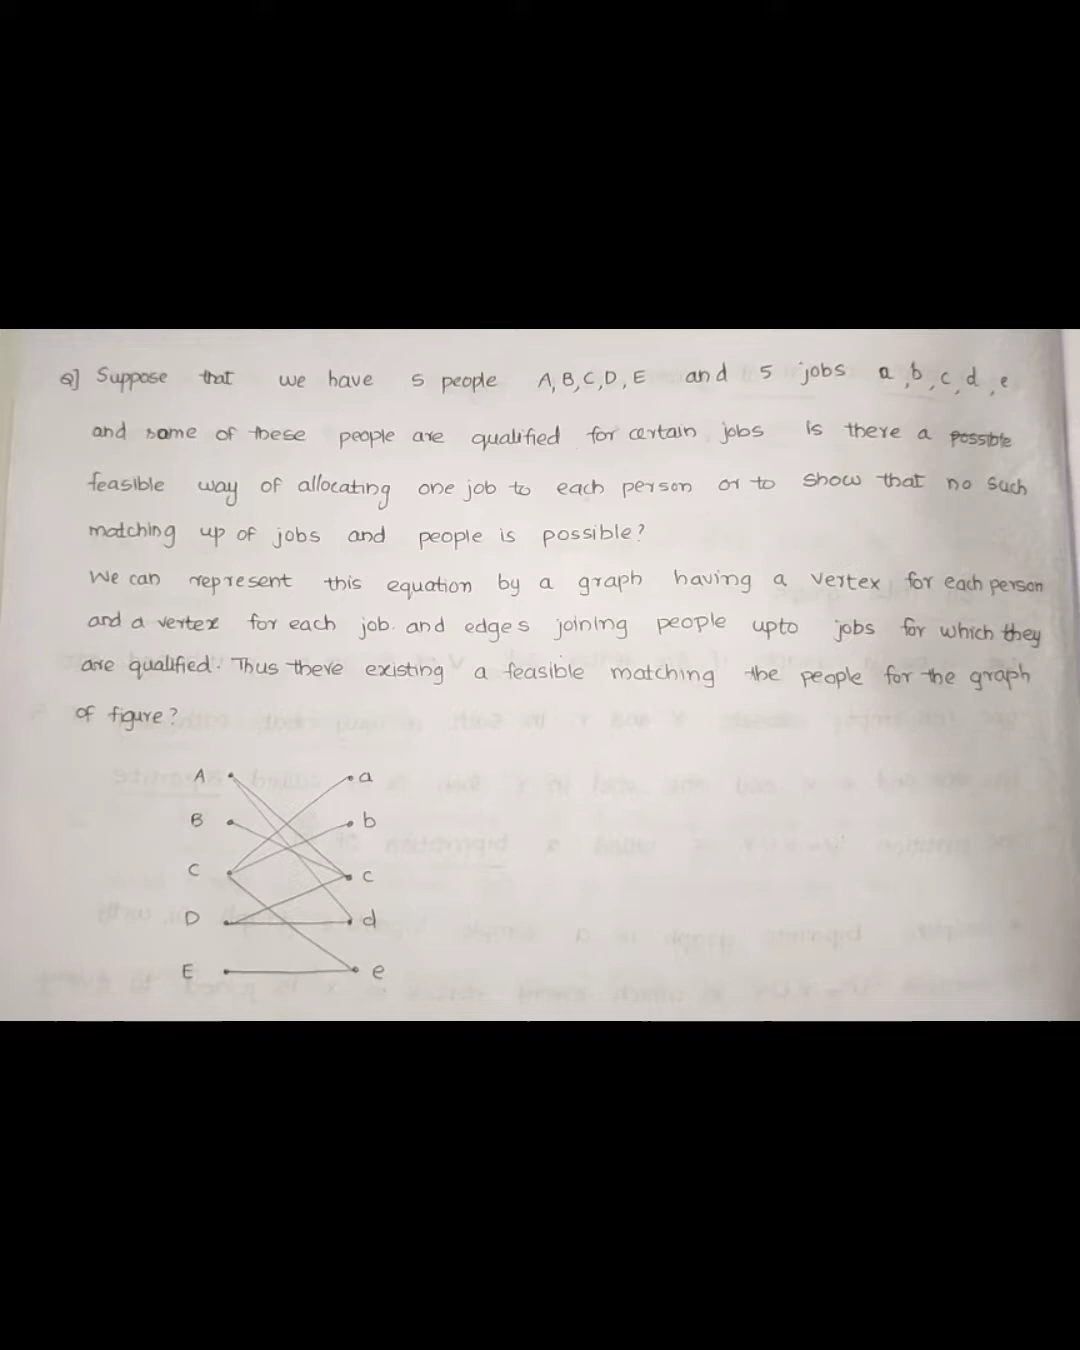 Q] Suppose that we have 5 people A, B, C, D, E and 5 jobs a, b, c, d, e
and some of these people are qualified for certain jobs Is there a possible
feasible way of allocating one job to each person or to show that no such
matching up of jobs and people is possible?
We can represent this equation by a graph having a vertex for each person
and a vertex for each job. and edges joining people upto jobs for which they
are qualified. Thus there existing a feasible matching the people for the graph
of figure?
A a
B b
C c
D d
E e